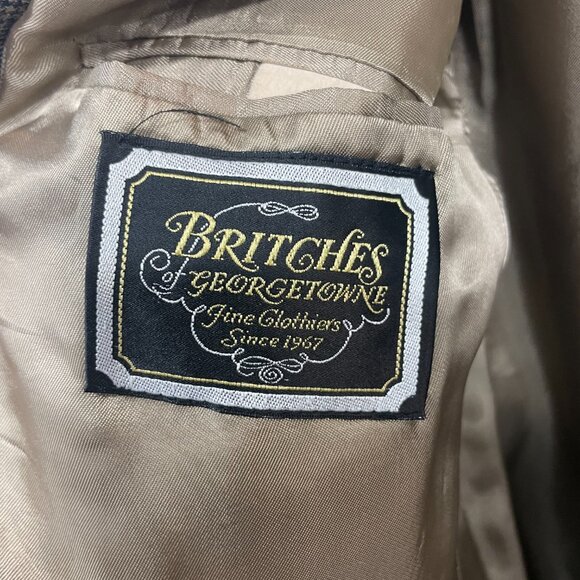 BRITCHES
of GEORGETOWNE
Fine Clothiers
Since 1967